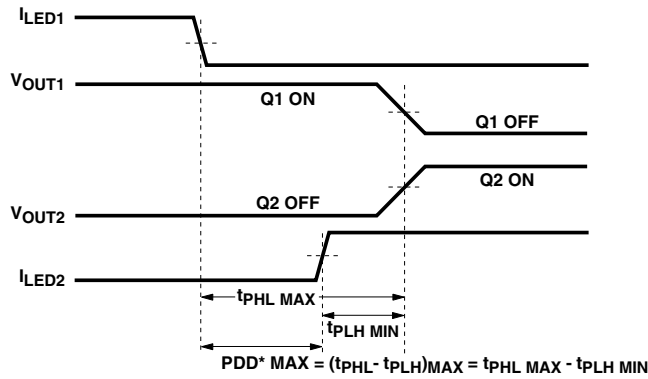 ILED1
VOUT1
Q1 ON
Q1 OFF
Q2 ON
Q2 OFF
VOUT2
ILED2
tPHL MAX
tPLH MIN
PDD* MAX = (tPHL- tPLH)MAX = tPHL MAX - tPLH MIN